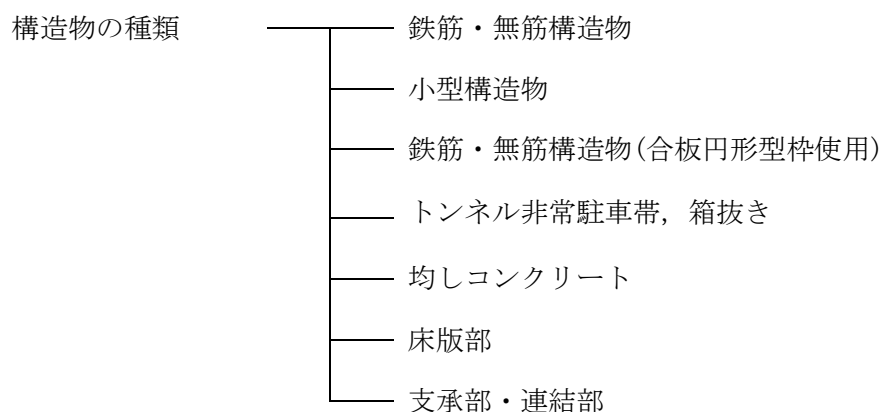 構造物の種類
鉄筋・無筋構造物
小型構造物
鉄筋・無筋構造物(合板円形型枠使用)
トンネル非常駐車帯，箱抜き
均しコンクリート
床版部
支承部・連結部